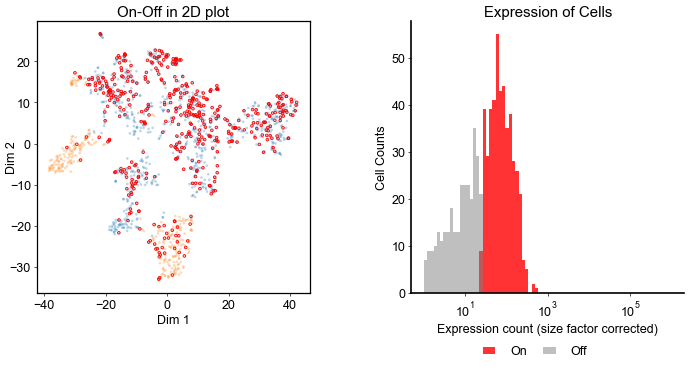 On-Off in 2D plot
Dim 2
20
10
0
−10
−20
−30
−40
−20
0
20
40
Dim 1
Expression of Cells
Cell Counts
50
40
30
20
10
0
10^1
10^3
10^5
Expression count (size factor corrected)
On
Off